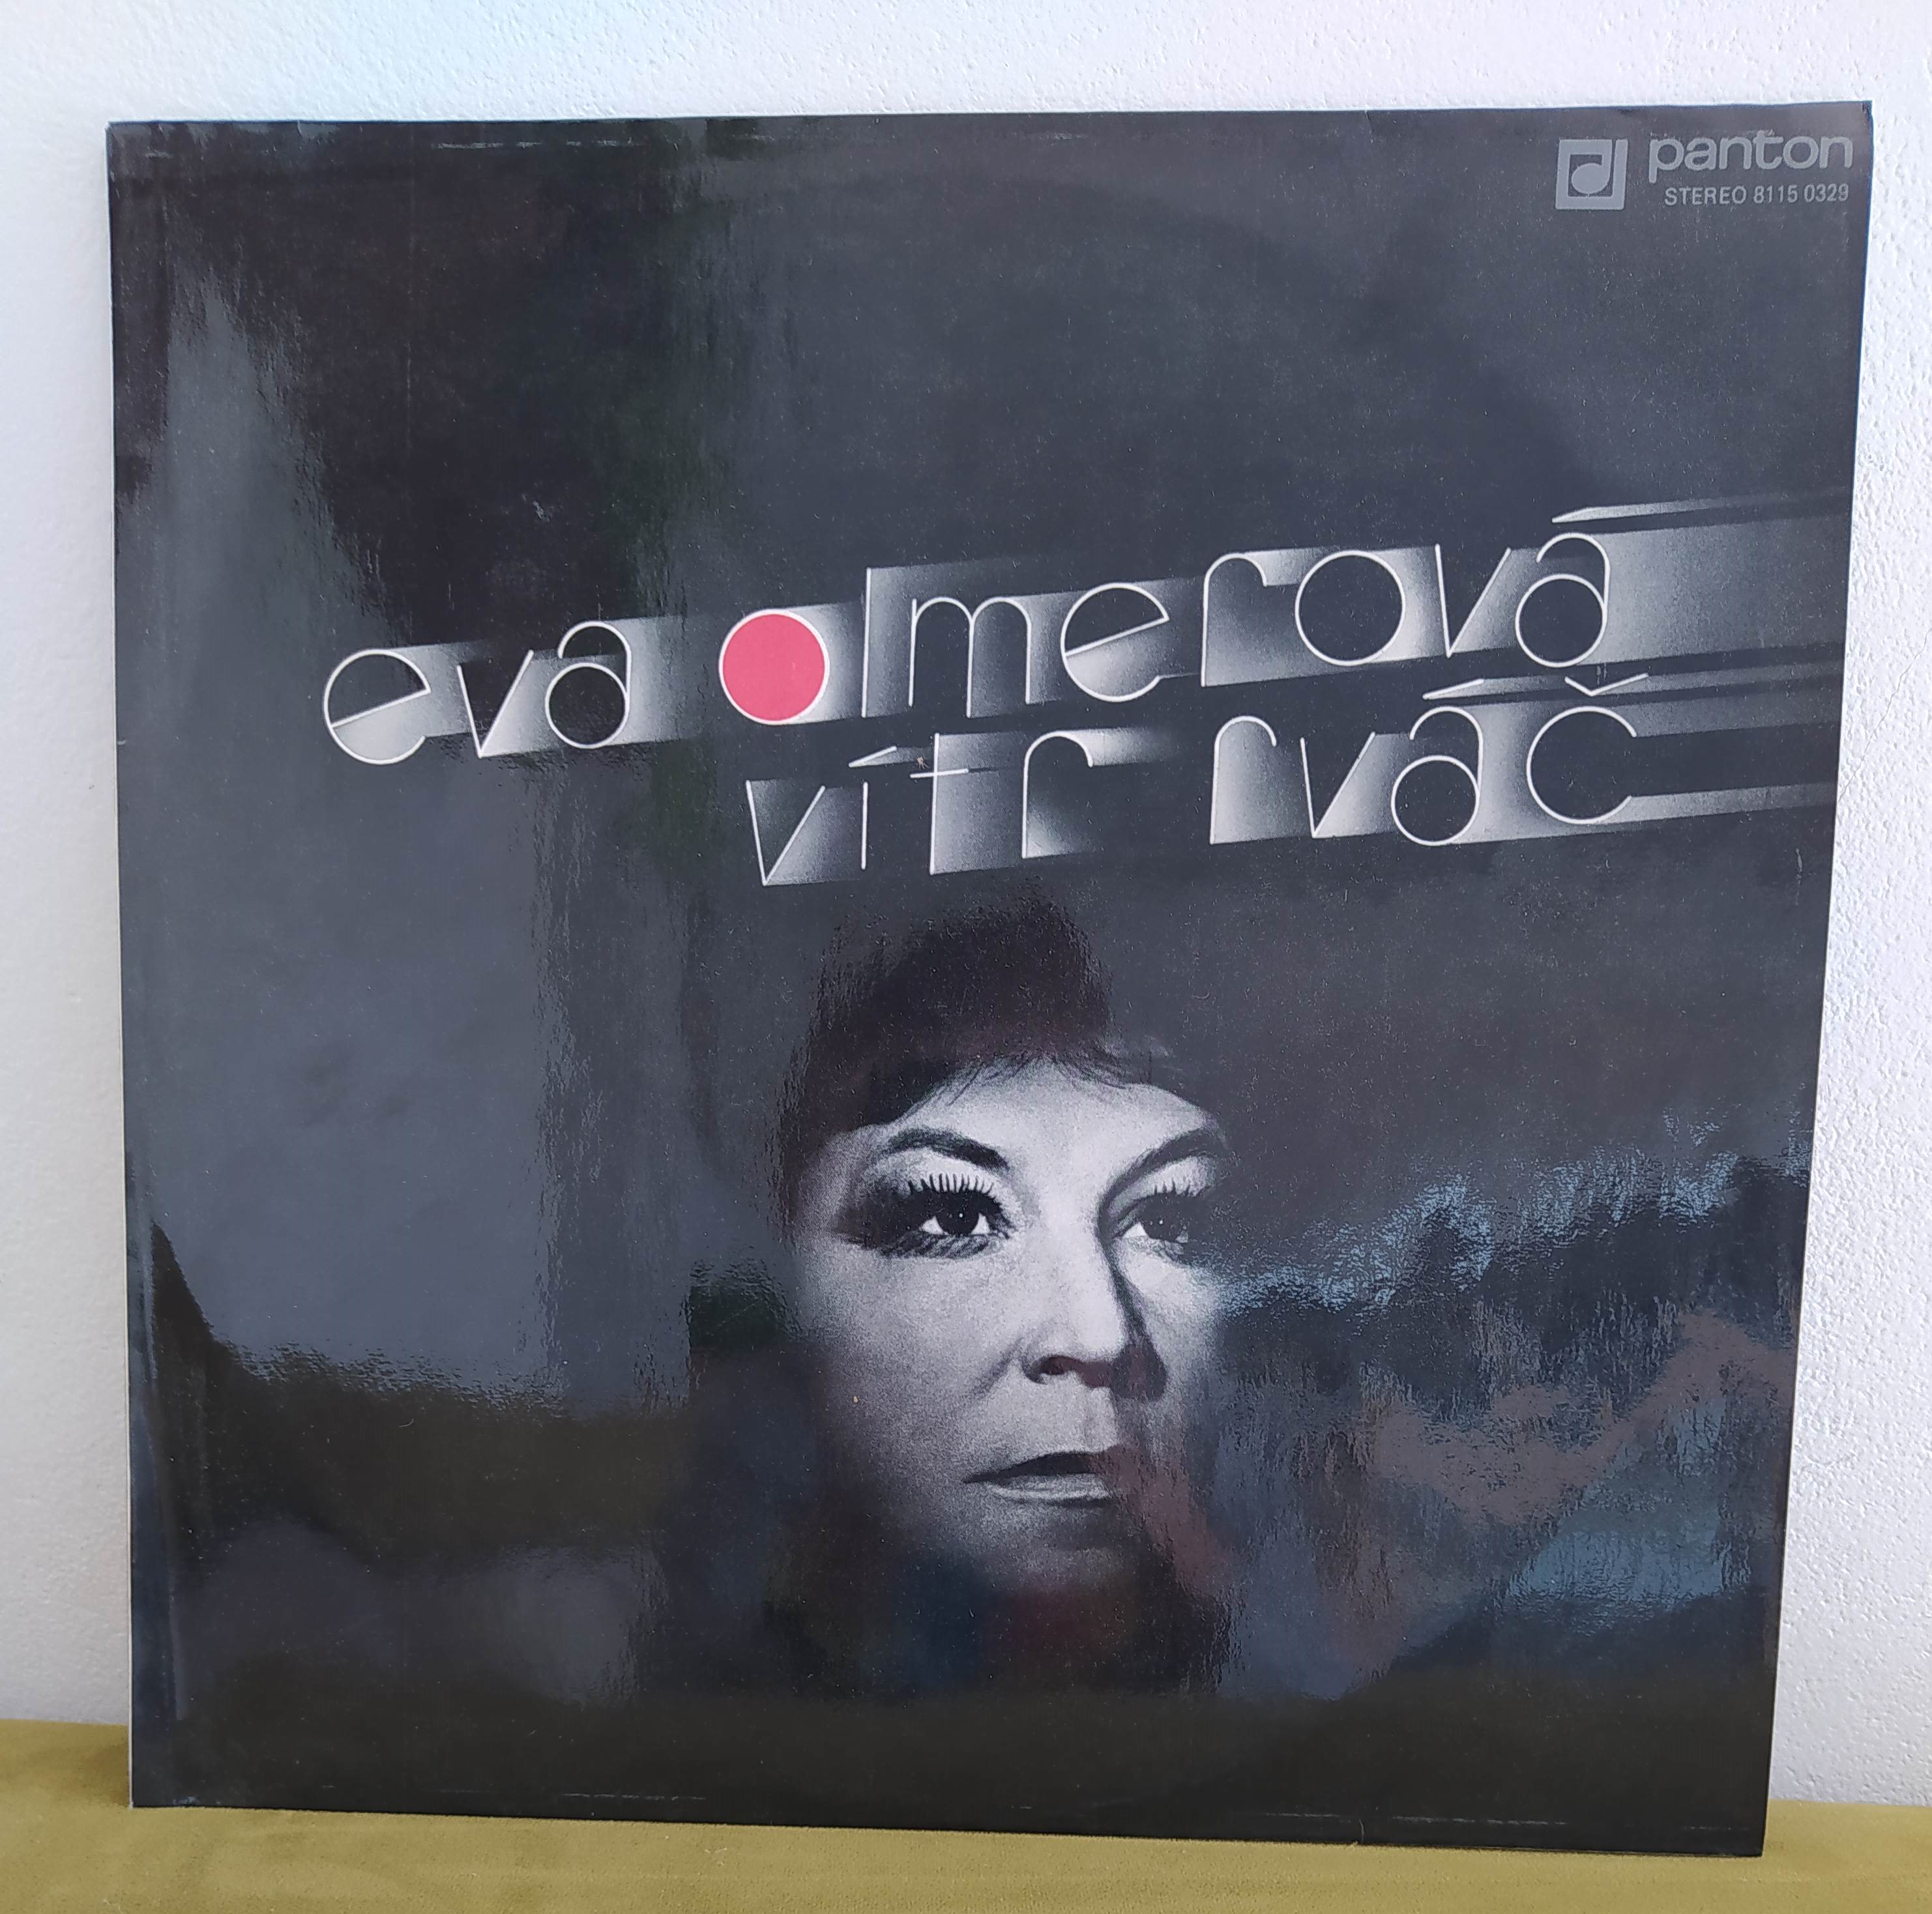 panton
STEREO 8115 0329
eva olmerová
vítr rváč